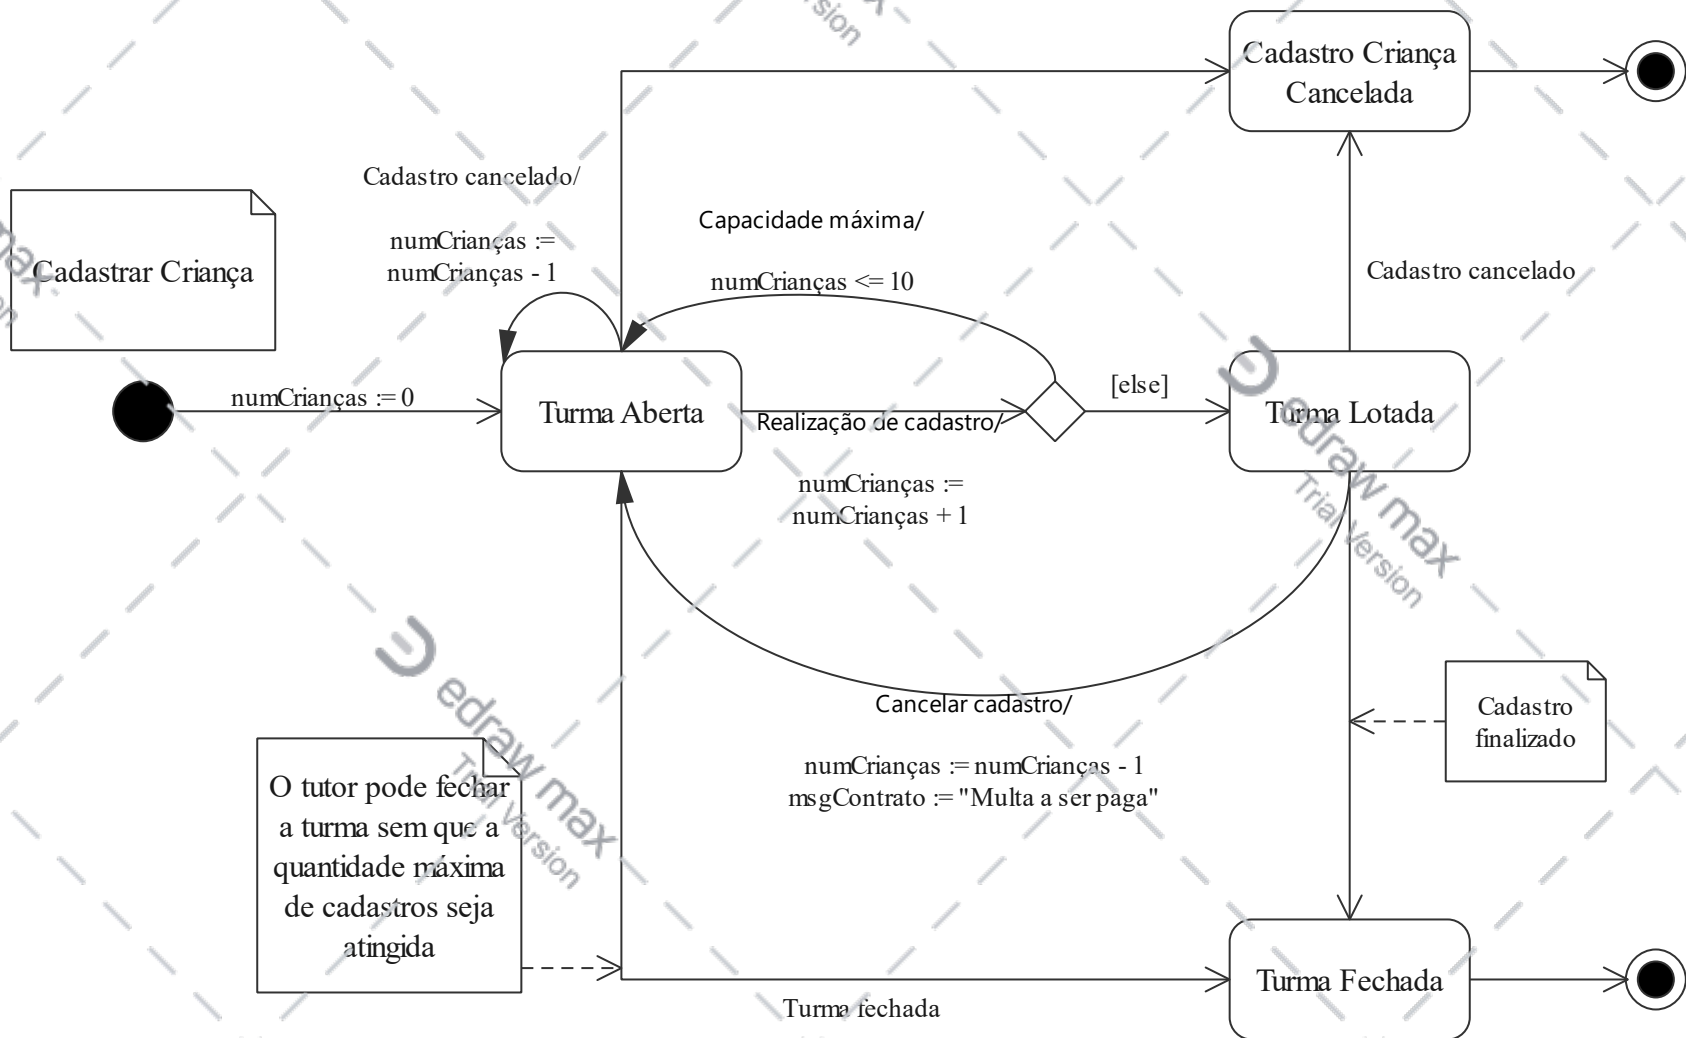 sion
Cadastro Criança
Cancelada
Cadastro cancelado/
numCrianças :=
numCrianças - 1
Capacidade máxima/
numCrianças <= 10
Cadastrar Criança
max
on
Cadastro cancelado
numCrianças := 0
Turma Aberta
Realização de cadastro/
numCrianças :=
numCrianças + 1
[else]
Turma Lotada
edraw max
Trial Version
Cancelar cadastro/
numCrianças := numCrianças - 1
msgContrato := "Multa a ser paga"
Cadastro
finalizado
edraw max
Trial Version
O tutor pode fechar
a turma sem que a
quantidade máxima
de cadastros seja
atingida
Turma fechada
Turma Fechada